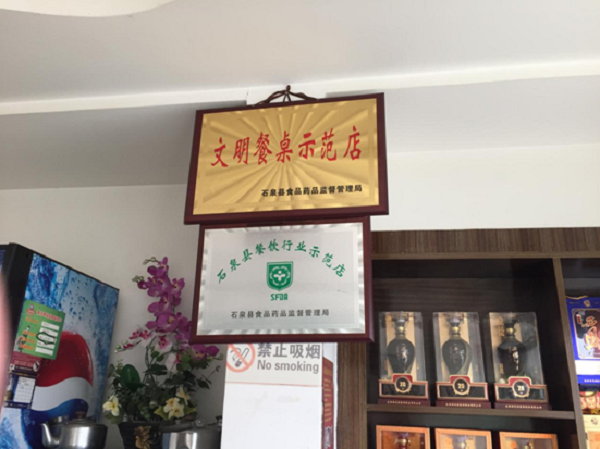 文明餐桌示范店
石泉县食品药品监督管理局
石泉县餐饮行业示范店
SFDA
石泉县食品药品监督管理局
禁止吸烟
No smoking